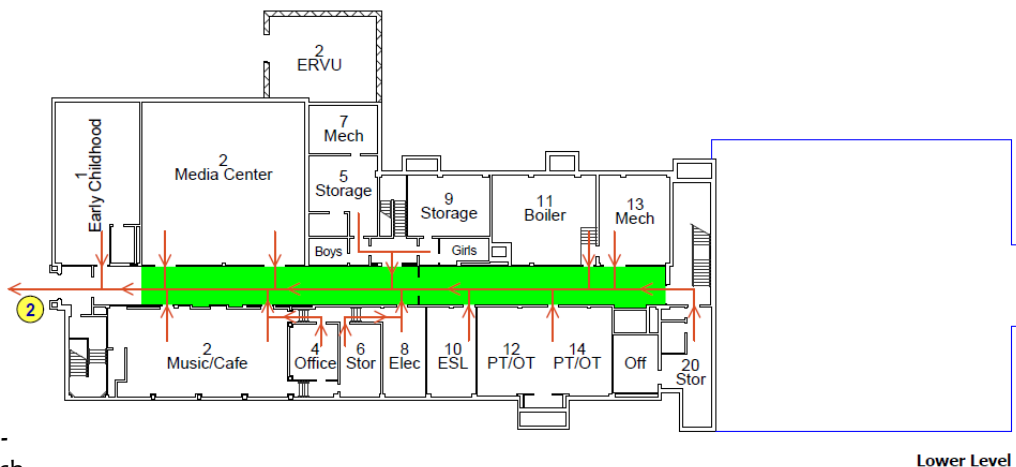 2
ERVU
7
Mech
1
Early Childhood
2
Media Center
5
Storage
9
Storage
11
Boiler
13
Mech
Boys
Girls
2
2
Music/Cafe
4
Office
6
Stor
8
Elec
10
ESL
12
PT/OT
14
PT/OT
Off
20
Stor
-
Lower Level